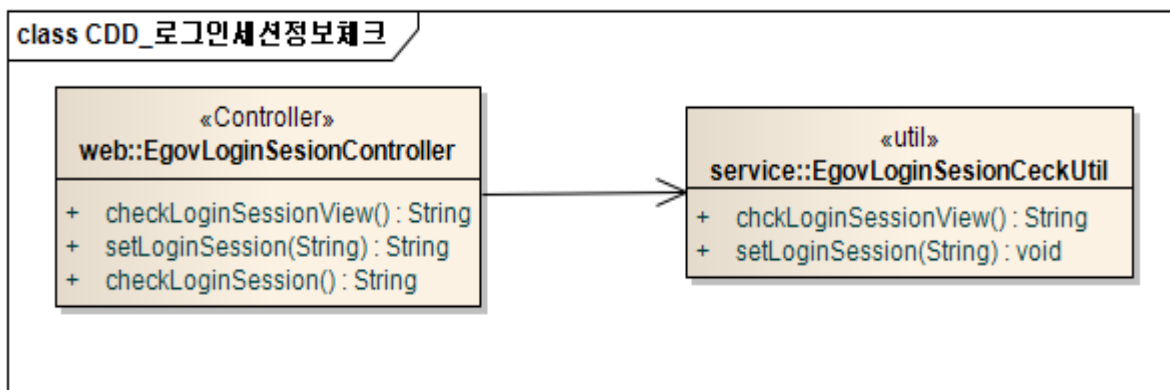 class CDD_로그인세션정보체크
«Controller»
web::EgovLoginSesionController
+ checkLoginSessionView() : String
+ setLoginSession(String) : String
+ checkLoginSession() : String
«util»
service::EgovLoginSesionCeckUtil
+ chckLoginSessionView() : String
+ setLoginSession(String) : void